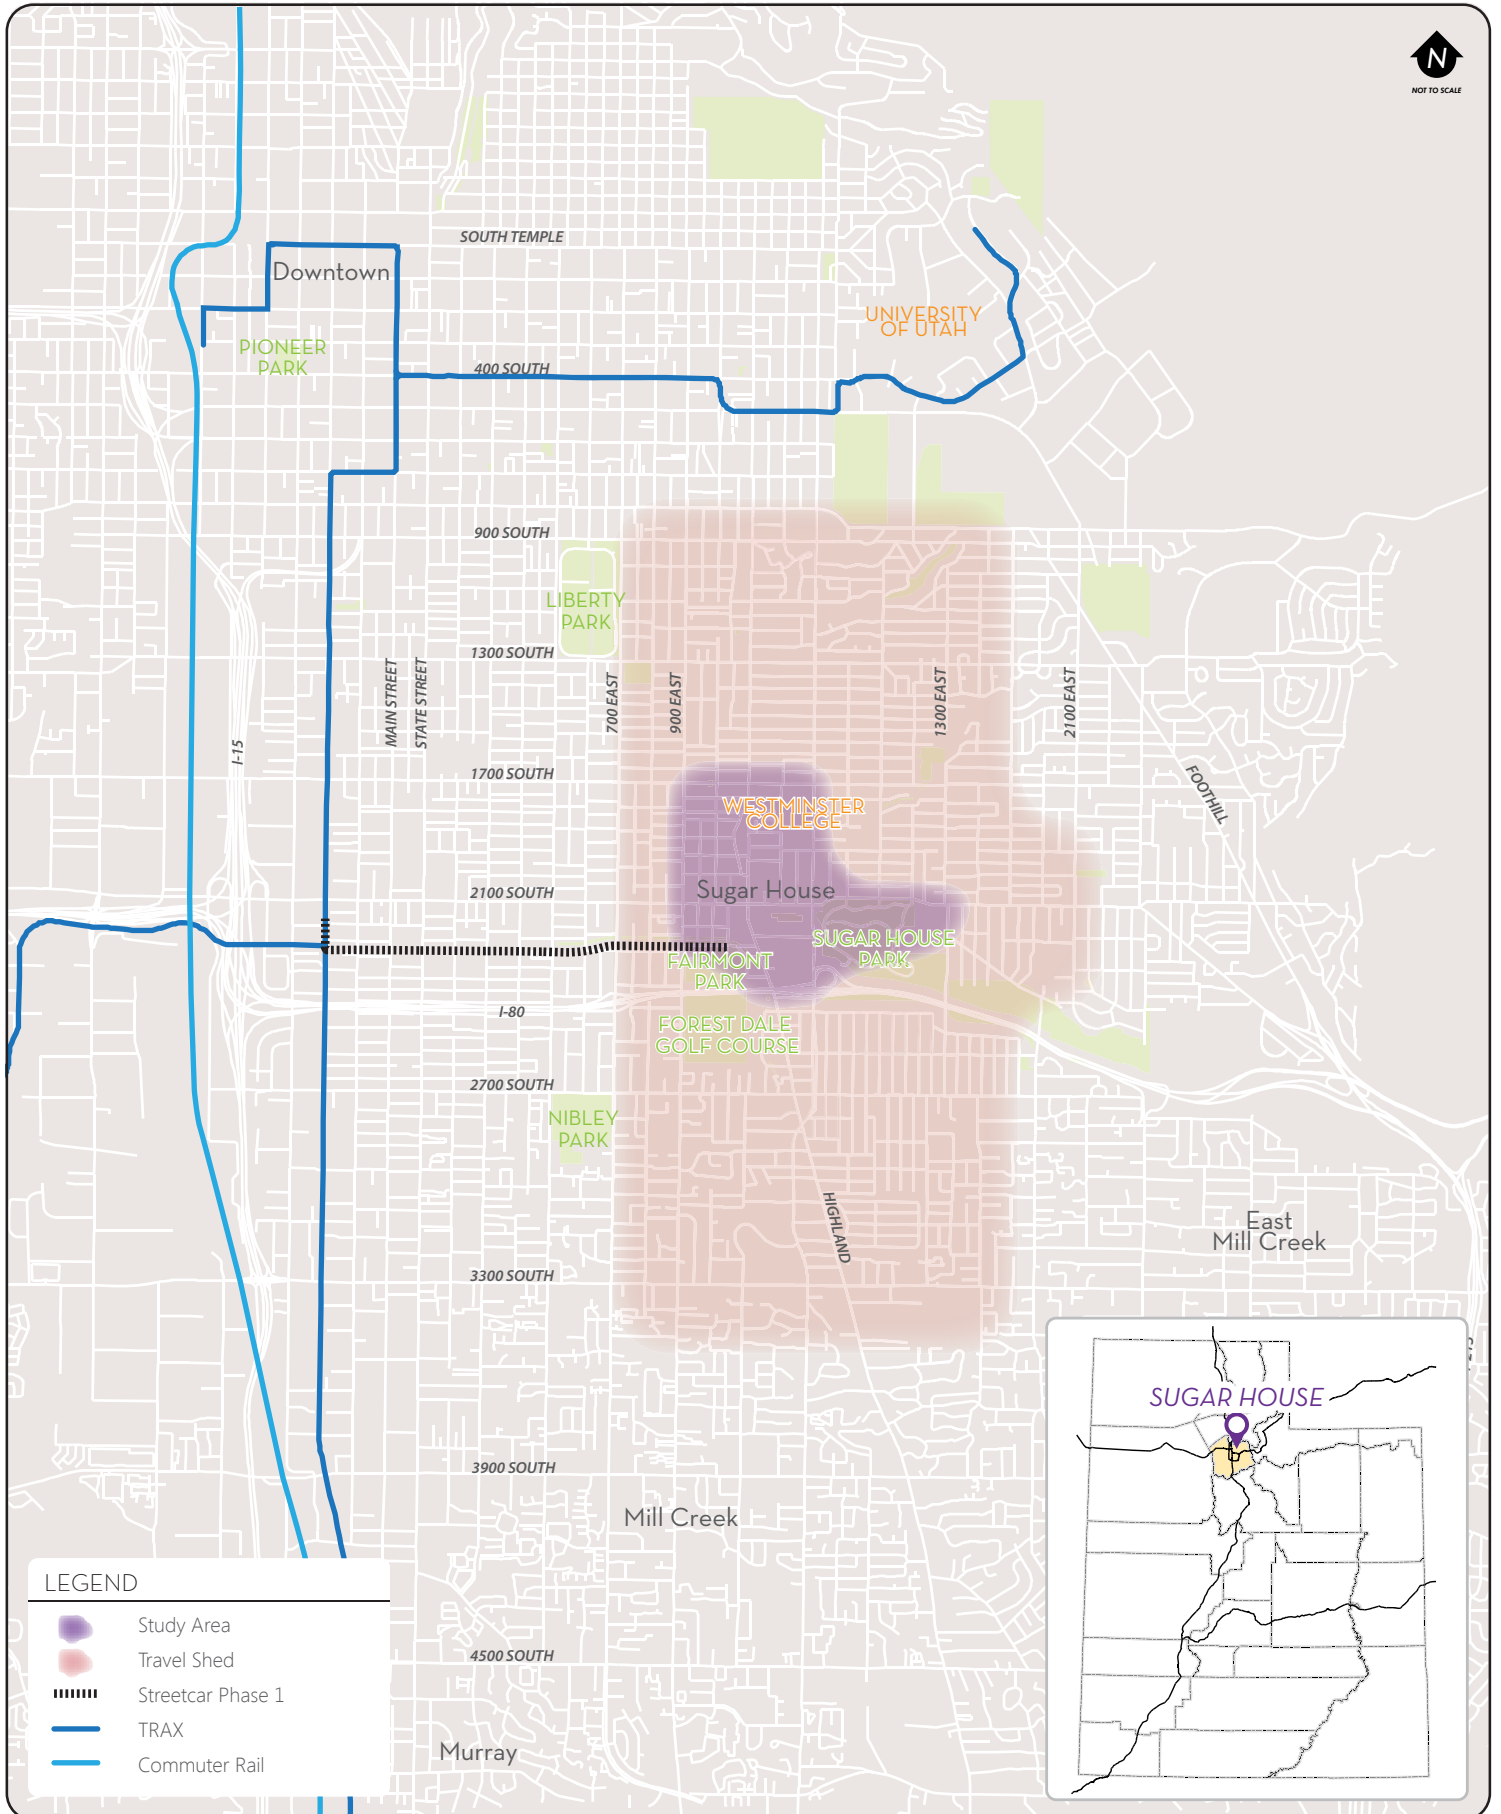 N
NOT TO SCALE
SOUTH TEMPLE
Downtown
UNIVERSITY
OF UTAH
PIONEER
PARK
400 SOUTH
900 SOUTH
LIBERTY
PARK
1300 SOUTH
MAIN STREET
STATE STREET
700 EAST
900 EAST
1300 EAST
2100 EAST
I-15
1700 SOUTH
FOOTHILL
WESTMINSTER
COLLEGE
2100 SOUTH
Sugar House
SUGAR HOUSE
PARK
FAIRMONT
PARK
I-80
FOREST DALE
GOLF COURSE
2700 SOUTH
NIBLEY
PARK
HIGHLAND
East
Mill Creek
3300 SOUTH
SUGAR HOUSE
3900 SOUTH
Mill Creek
4500 SOUTH
Murray
LEGEND
Study Area
Travel Shed
Streetcar Phase 1
TRAX
Commuter Rail